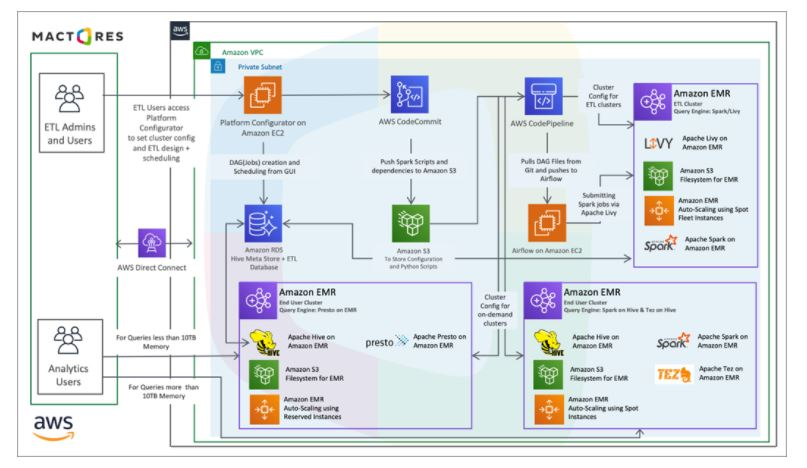 MACTORES
aws
Amazon VPC
Private Subnet
ETL Admins
and Users
ETL Users access
Platform
Configurator
to set cluster config
and ETL design +
scheduling
Platform Configurator on
Amazon EC2
AWS CodeCommit
AWS CodePipeline
Cluster
Config for
ETL clusters
Amazon EMR
ETL Cluster
Query Engine: Spark/Livy
LIVY
Apache Livy on
Amazon EMR
Amazon S3
Filesystem for EMR
Amazon EMR
Auto-Scaling using Spot
Fleet Instances
Spark
Apache Spark on
Amazon EMR
DAG(Jobs) creation and
Scheduling from GUI
Push Spark Scripts and
dependencies to Amazon S3
Pulls DAG Files from
Git and pushes to
Airflow
Submitting
Spark jobs via
Apache Livy
Amazon RDS
Hive Meta Store + ETL
Database
Amazon S3
To Store Configuration
and Python Scripts
Airflow on Amazon EC2
AWS Direct Connect
Amazon EMR
End User Cluster
Query Engine: Presto on EMR
HIVE
Apache Hive on
Amazon EMR
presto
Apache Presto on
Amazon EMR
Amazon S3
Filesystem for EMR
Amazon EMR
Auto-Scaling using
Reserved Instances
Cluster
Config for
on-demand
clusters
Amazon EMR
End User Cluster
Query Engine: Spark on Hive & Tez on Hive
HIVE
Apache Hive on
Amazon EMR
Spark
Apache Spark on
Amazon EMR
Amazon S3
Filesystem for EMR
TEZ
Apache Tez on
Amazon EMR
Amazon EMR
Auto-Scaling using Spot
Instances
Analytics
Users
For Queries less than 10TB
Memory
For Queries more than
10TB Memory
aws